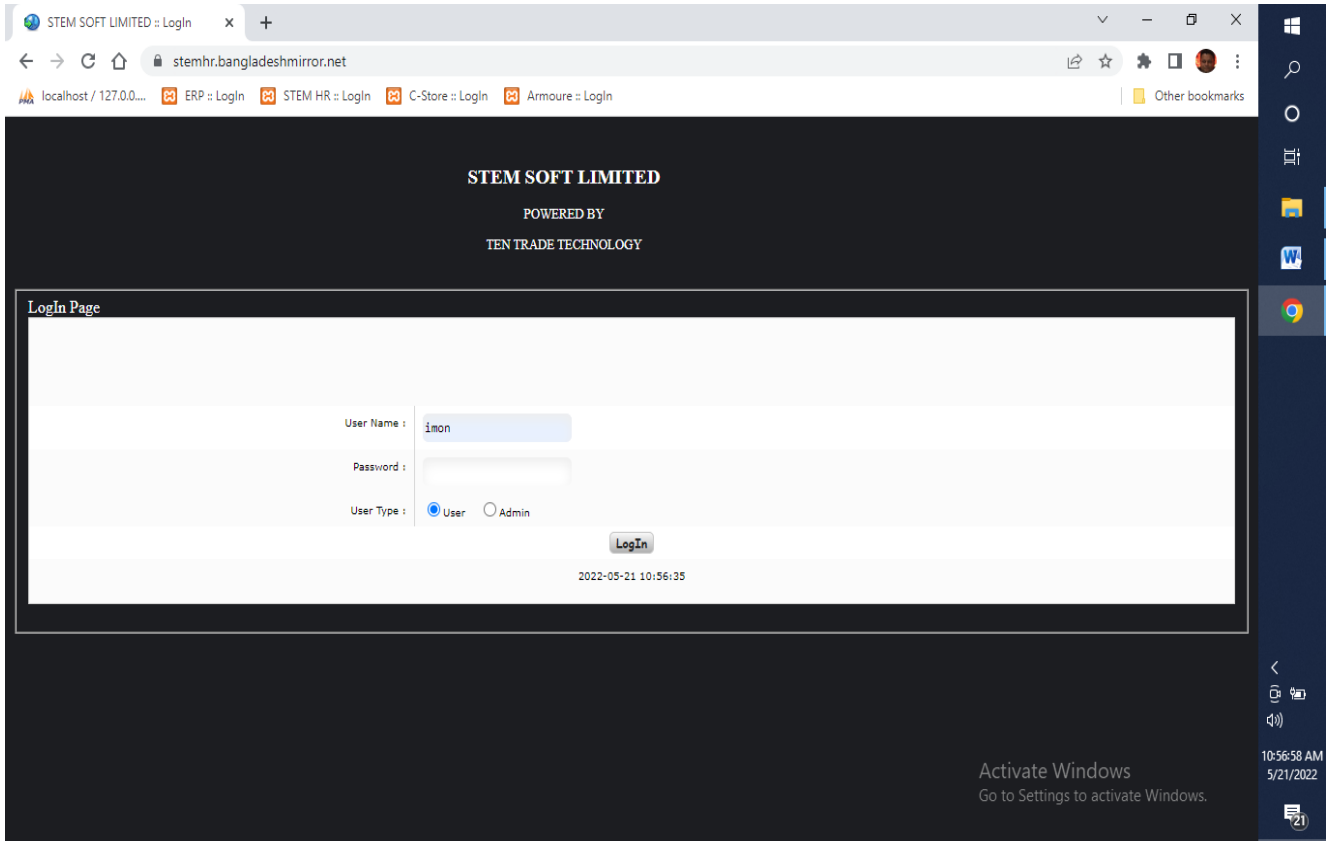 STEM SOFT LIMITED :: LogIn
stemhr.bangladeshmirror.net
localhost / 127.0.0.... ERP :: LogIn STEM HR :: LogIn C-Store :: LogIn Armoure :: LogIn Other bookmarks
STEM SOFT LIMITED
POWERED BY
TEN TRADE TECHNOLOGY
LogIn Page
User Name : imon
Password :
User Type : User Admin
LogIn
2022-05-21 10:56:35
Activate Windows
Go to Settings to activate Windows.
10:56:58 AM
5/21/2022
21